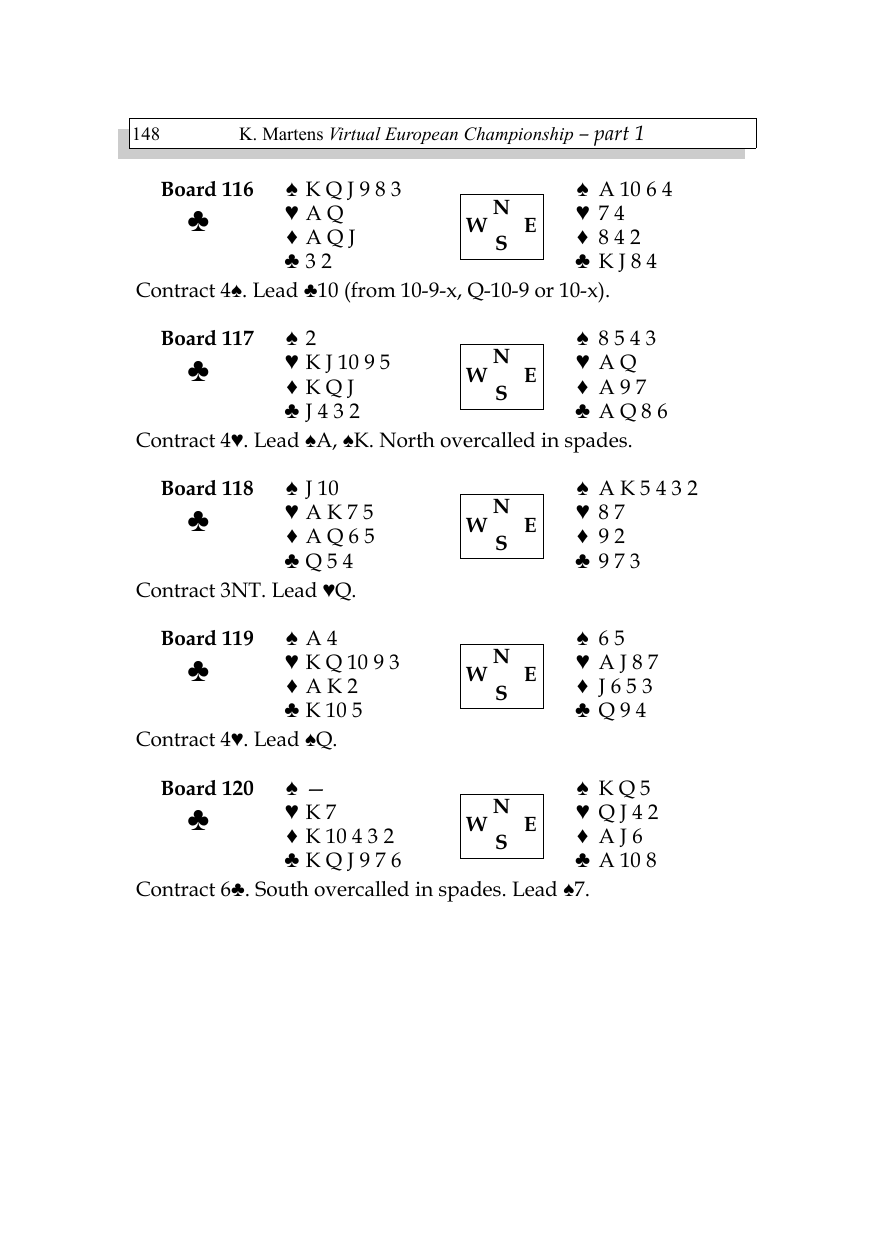 148 K. Martens Virtual European Championship – part 1
Board 116 ♠ K Q J 9 8 3 ♠ A 10 6 4
♣ ♥ A Q N ♥ 7 4
♦ A Q J W E ♦ 8 4 2
♣ 3 2 S ♣ K J 8 4
Contract 4♠. Lead ♣10 (from 10-9-x, Q-10-9 or 10-x).
Board 117 ♠ 2 ♠ 8 5 4 3
♣ ♥ K J 10 9 5 N ♥ A Q
♦ K Q J W E ♦ A 9 7
♣ J 4 3 2 S ♣ A Q 8 6
Contract 4♥. Lead ♠A, ♠K. North overcalled in spades.
Board 118 ♠ J 10 ♠ A K 5 4 3 2
♣ ♥ A K 7 5 N ♥ 8 7
♦ A Q 6 5 W E ♦ 9 2
♣ Q 5 4 S ♣ 9 7 3
Contract 3NT. Lead ♥Q.
Board 119 ♠ A 4 ♠ 6 5
♣ ♥ K Q 10 9 3 N ♥ A J 8 7
♦ A K 2 W E ♦ J 6 5 3
♣ K 10 5 S ♣ Q 9 4
Contract 4♥. Lead ♠Q.
Board 120 ♠ — ♠ K Q 5
♣ ♥ K 7 N ♥ Q J 4 2
♦ K 10 4 3 2 W E ♦ A J 6
♣ K Q J 9 7 6 S ♣ A 10 8
Contract 6♣. South overcalled in spades. Lead ♠7.